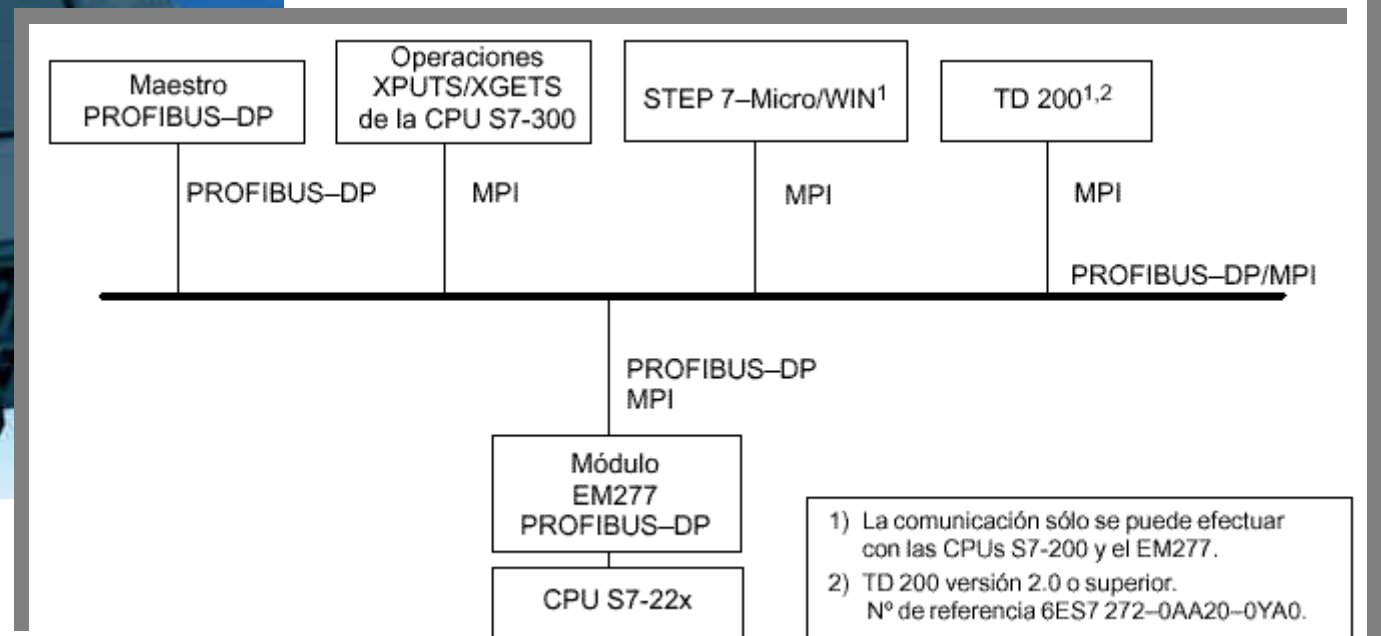 Maestro
PROFIBUS–DP
Operaciones
XPUTS/XGETS
de la CPU S7-300
STEP 7–Micro/WIN¹
TD 200¹,²
PROFIBUS–DP
MPI
MPI
MPI
PROFIBUS–DP/MPI
PROFIBUS–DP
MPI
Módulo
EM277
PROFIBUS–DP
CPU S7-22x
1) La comunicación sólo se puede efectuar
con las CPUs S7-200 y el EM277.
2) TD 200 versión 2.0 o superior.
Nº de referencia 6ES7 272–0AA20–0YA0.